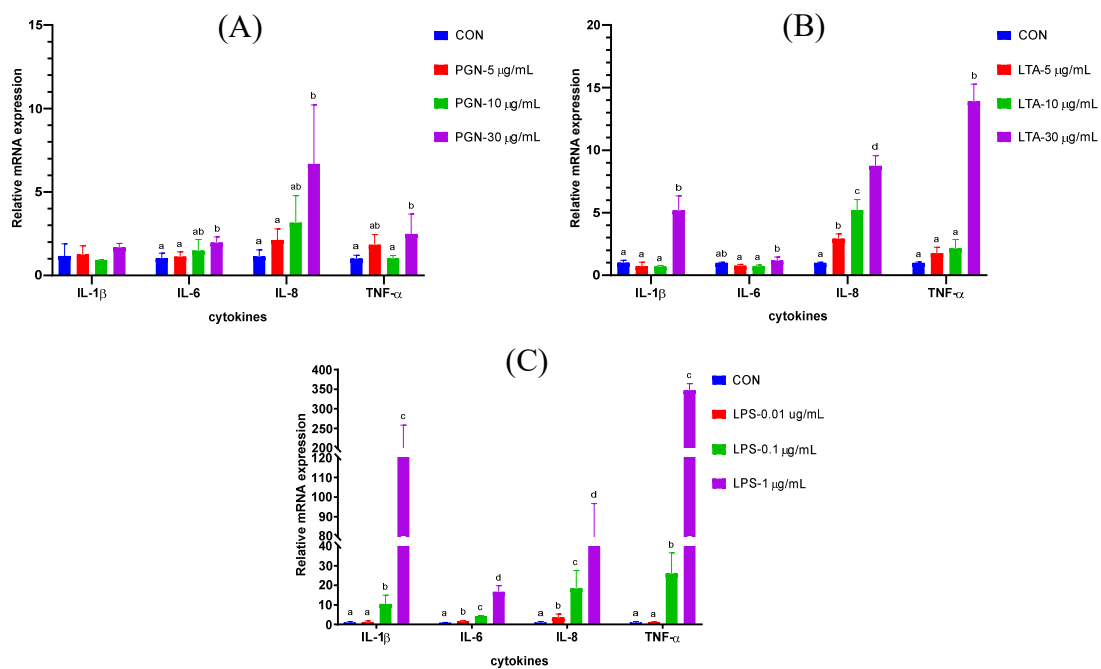 (A)
Relative mRNA expression
15
10
5
0
a a ab b
a a ab b
a ab a b
IL-1β IL-6 IL-8 TNF-α
cytokines
CON
PGN-5 μg/mL
PGN-10 μg/mL
PGN-30 μg/mL
(B)
Relative mRNA expression
20
15
10
5
0
a a a b
ab a a b
a b c d
a a a b
IL-1β IL-6 IL-8 TNF-α
cytokines
CON
LTA-5 μg/mL
LTA-10 μg/mL
LTA-30 μg/mL
(C)
Relative mRNA expression
400
350
300
250
200
120
100
80
40
30
20
10
0
a a b c
a b c d
a b c d
a a b c
IL-1β IL-6 IL-8 TNF-α
cytokines
CON
LPS-0.01 ug/mL
LPS-0.1 μg/mL
LPS-1 μg/mL